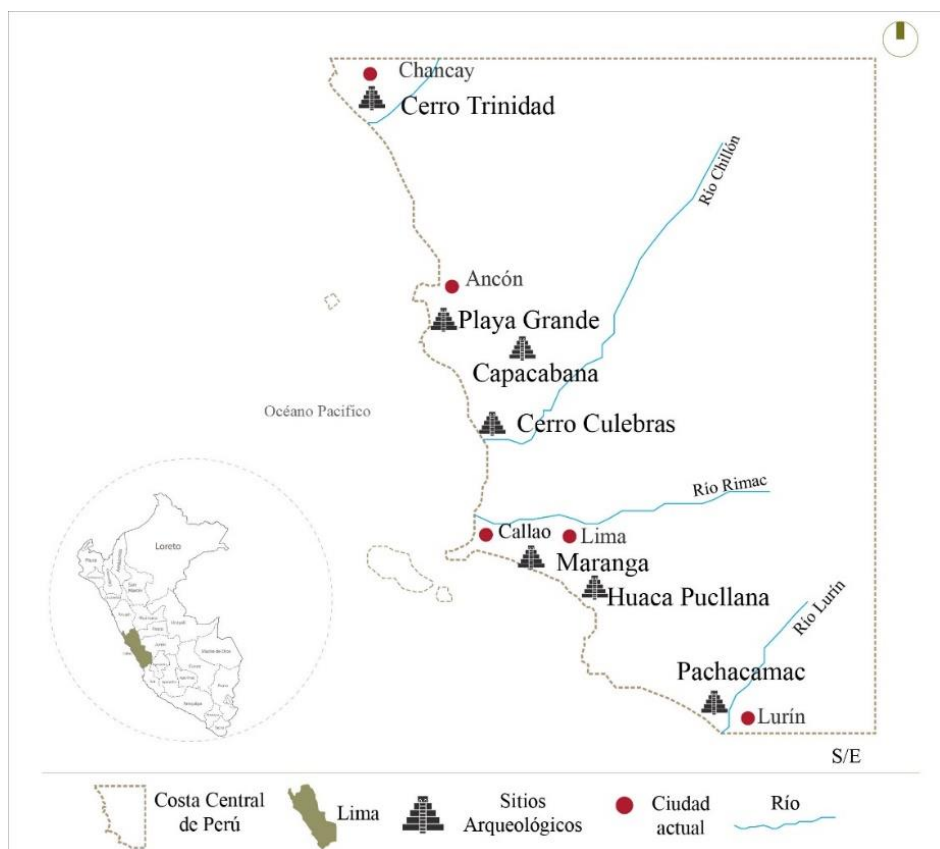 Chancay
Cerro Trinidad
Río Chillón
Ancón
Playa Grande
Capacabana
Océano Pacifico
Cerro Culebras
Río Rimac
Callao
Lima
Maranga
Huaca Pucllana
Río Lurín
Pachacamac
Lurín
Loreto
S/E
Costa Central
de Perú
Lima
Sitios
Arqueológicos
Ciudad
actual
Río